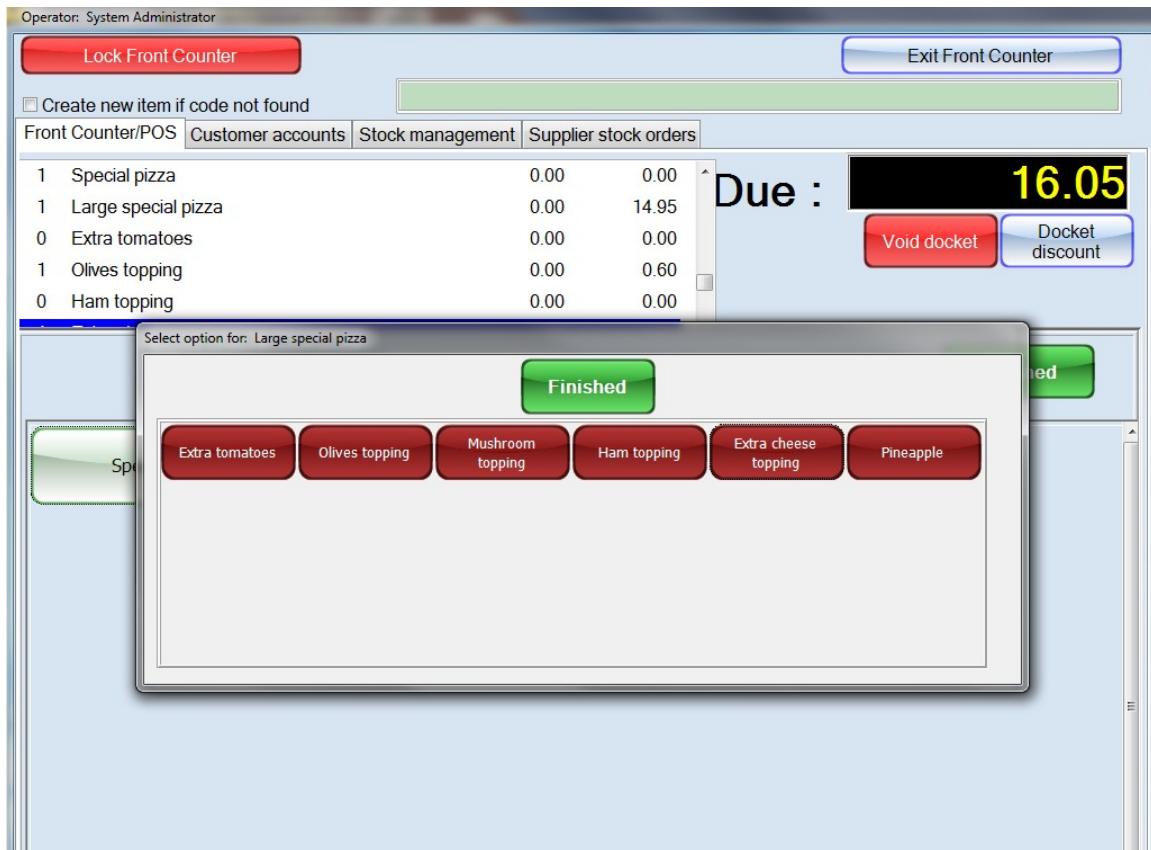 Operator: System Administrator
Lock Front Counter
Exit Front Counter
Create new item if code not found
Front Counter/POS Customer accounts Stock management Supplier stock orders
1 Special pizza 0.00 0.00
1 Large special pizza 0.00 14.95
0 Extra tomatoes 0.00 0.00
1 Olives topping 0.00 0.60
0 Ham topping 0.00 0.00
Due : 16.05
Void docket
Docket
discount
Select option for: Large special pizza
Finished
Extra tomatoes
Olives topping
Mushroom
topping
Ham topping
Extra cheese
topping
Pineapple